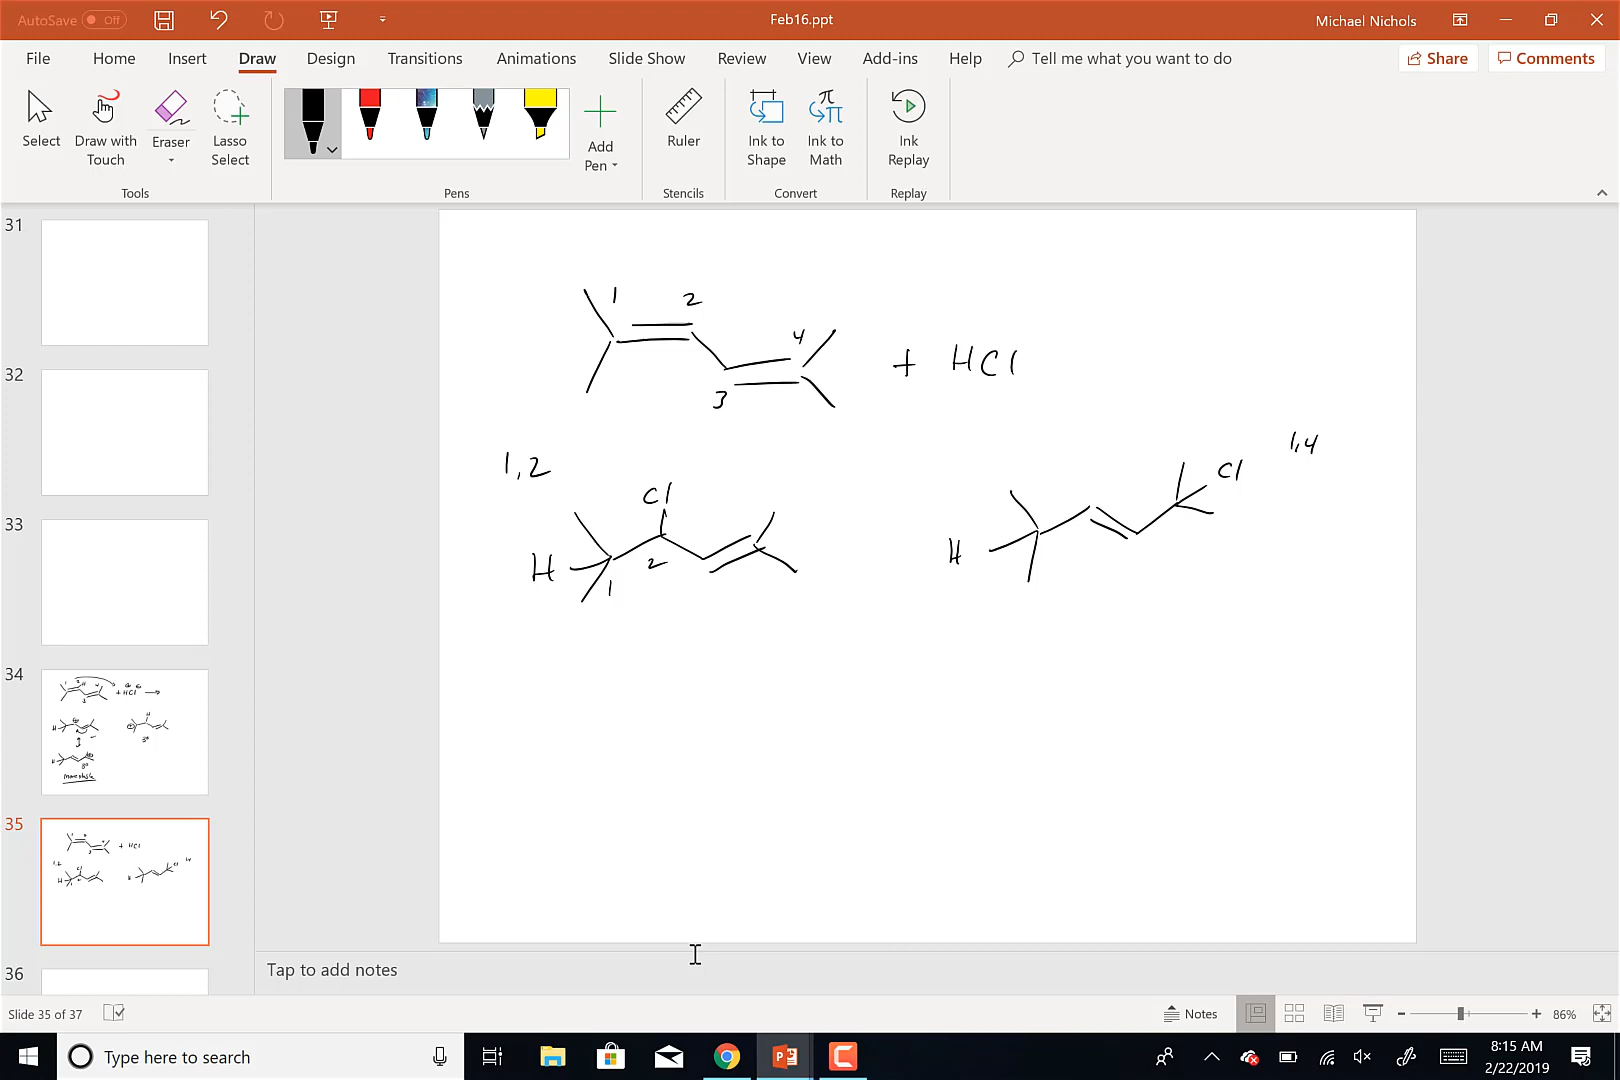 AutoSave Off
Feb16.ppt
Michael Nichols
File Home Insert Draw Design Transitions Animations Slide Show Review View Add-ins Help Tell me what you want to do
Share Comments
Select
Draw with Touch
Eraser
Lasso Select
Add Pen
Ruler
Ink to Shape
Ink to Math
Ink Replay
Tools Pens Stencils Convert Replay
31
32
33
34
35
36
1 2
4
3
+ HCl
1,2
1,4
Cl
Cl
H
2
1
H
Tap to add notes
Slide 35 of 37
Notes
86%
Type here to search
8:15 AM
2/22/2019